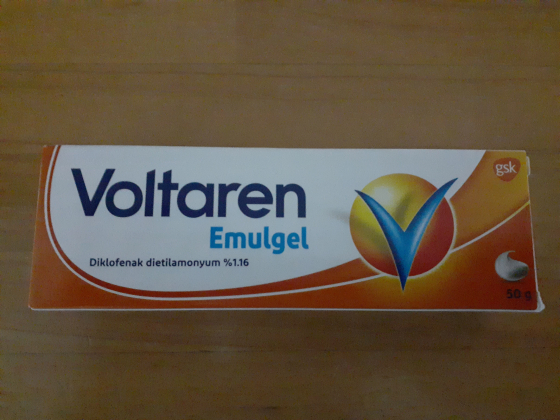 Voltaren
Emulgel
Diklofenak dietilamonyum %1.16
gsk
50 g